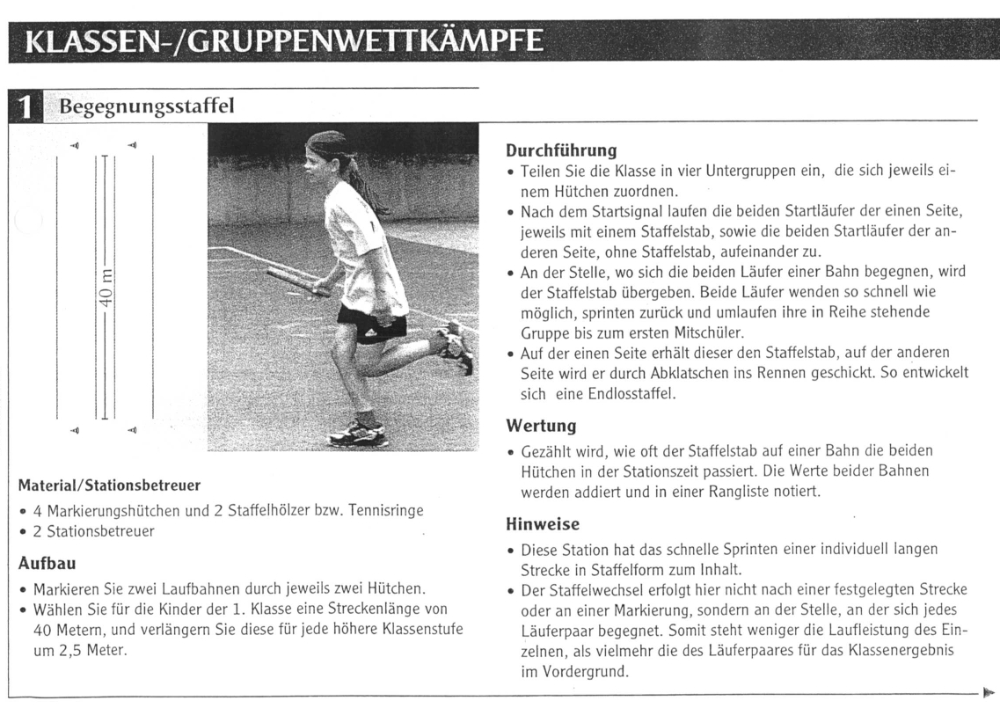 KLASSEN-/GRUPPENWETTKÄMPFE
1 Begegnungsstaffel
40 m
Material/Stationsbetreuer
• 4 Markierungshütchen und 2 Staffelhölzer bzw. Tennisringe
• 2 Stationsbetreuer
Aufbau
• Markieren Sie zwei Laufbahnen durch jeweils zwei Hütchen.
• Wählen Sie für die Kinder der 1. Klasse eine Streckenlänge von
40 Metern, und verlängern Sie diese für jede höhere Klassenstufe
um 2,5 Meter.
Durchführung
• Teilen Sie die Klasse in vier Untergruppen ein, die sich jeweils ei-
nem Hütchen zuordnen.
• Nach dem Startsignal laufen die beiden Startläufer der einen Seite,
jeweils mit einem Staffelstab, sowie die beiden Startläufer der an-
deren Seite, ohne Staffelstab, aufeinander zu.
• An der Stelle, wo sich die beiden Läufer einer Bahn begegnen, wird
der Staffelstab übergeben. Beide Läufer wenden so schnell wie
möglich, sprinten zurück und umlaufen ihre in Reihe stehende
Gruppe bis zum ersten Mitschüler.
• Auf der einen Seite erhält dieser den Staffelstab, auf der anderen
Seite wird er durch Abklatschen ins Rennen geschickt. So entwickelt
sich eine Endlosstaffel.
Wertung
• Gezählt wird, wie oft der Staffelstab auf einer Bahn die beiden
Hütchen in der Stationszeit passiert. Die Werte beider Bahnen
werden addiert und in einer Rangliste notiert.
Hinweise
• Diese Station hat das schnelle Sprinten einer individuell langen
Strecke in Staffelform zum Inhalt.
• Der Staffelwechsel erfolgt hier nicht nach einer festgelegten Strecke
oder an einer Markierung, sondern an der Stelle, an der sich jedes
Läuferpaar begegnet. Somit steht weniger die Laufleistung des Ein-
zelnen, als vielmehr die des Läuferpaares für das Klassenergebnis
im Vordergrund.